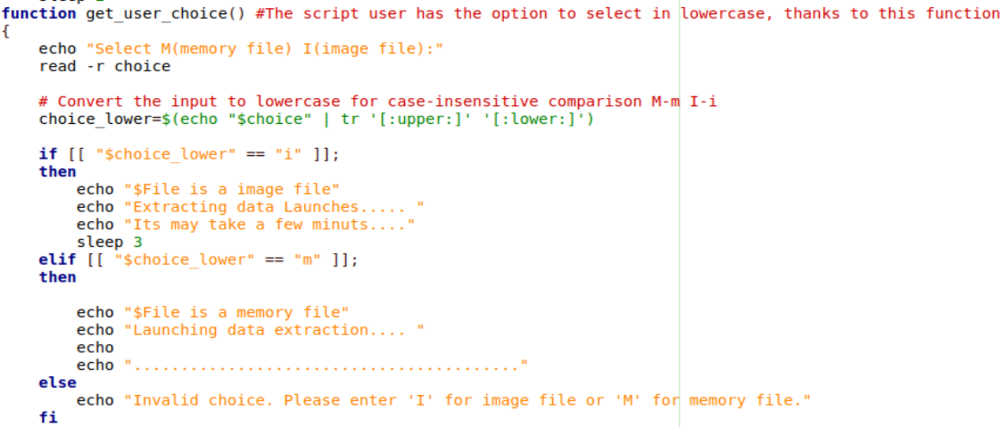 function get_user_choice() #The script user has the option to select in lowercase, thanks to this function
{
    echo "Select M(memory file) I(image file):"
    read -r choice

    # Convert the input to lowercase for case-insensitive comparison M-m I-i
    choice_lower=$(echo "$choice" | tr '[:upper:]' '[:lower:]')

    if [[ "$choice_lower" == "i" ]];
    then
        echo "$File is a image file"
        echo "Extracting data Launches..... "
        echo "Its may take a few minuts...."
        sleep 3
    elif [[ "$choice_lower" == "m" ]];
    then

        echo "$File is a memory file"
        echo "Launching data extraction.... "
        echo
        echo "........................................."
    else
        echo "Invalid choice. Please enter 'I' for image file or 'M' for memory file."
    fi